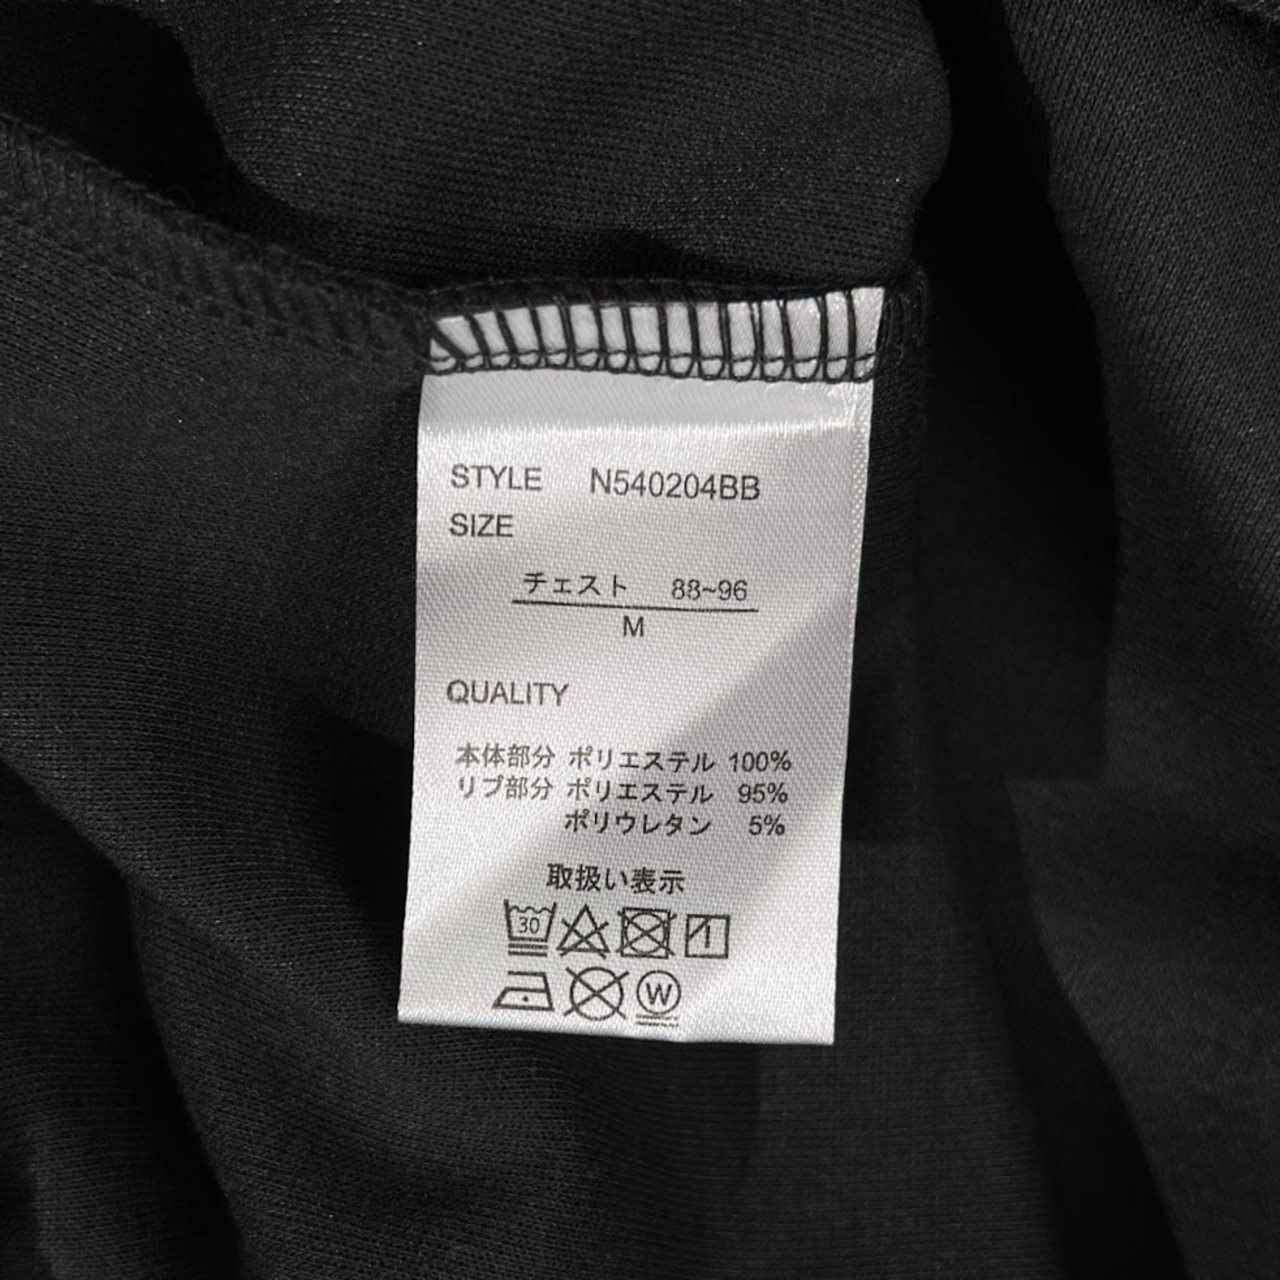 STYLE N540204BB
SIZE
チェスト 88~96
M
QUALITY
本体部分 ポリエステル 100%
リブ部分 ポリエステル 95%
ポリウレタン 5%
取扱い表示
30
W